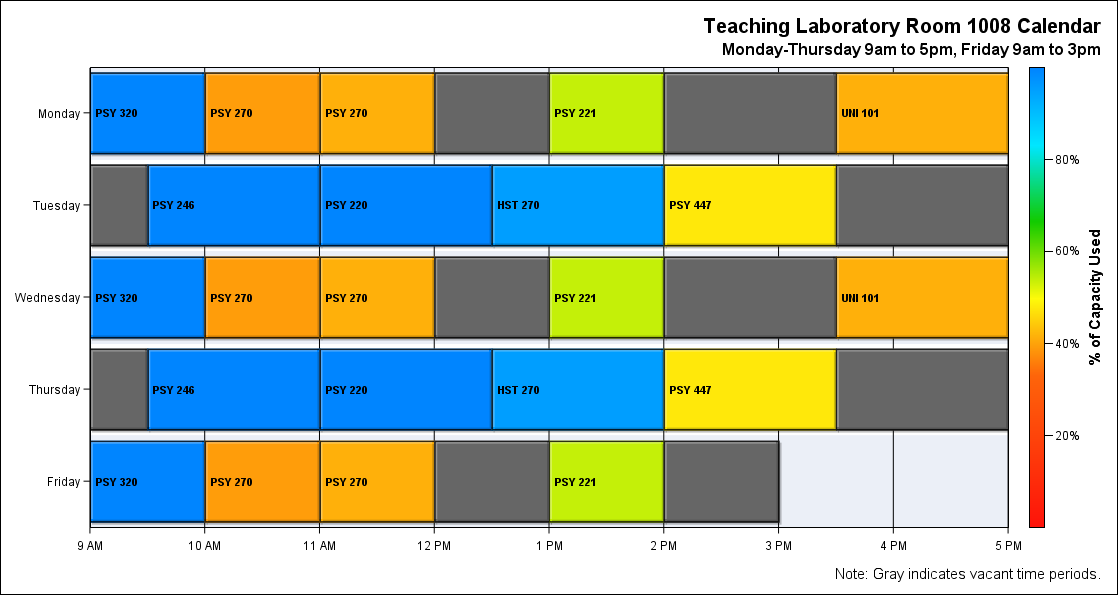 Teaching Laboratory Room 1008 Calendar
Monday-Thursday 9am to 5pm, Friday 9am to 3pm
Monday
PSY 320
PSY 270
PSY 270
PSY 221
UNI 101
Tuesday
PSY 246
PSY 220
HST 270
PSY 447
Wednesday
PSY 320
PSY 270
PSY 270
PSY 221
UNI 101
Thursday
PSY 246
PSY 220
HST 270
PSY 447
Friday
PSY 320
PSY 270
PSY 270
PSY 221
9 AM
10 AM
11 AM
12 PM
1 PM
2 PM
3 PM
4 PM
5 PM
80%
60%
40%
20%
% of Capacity Used
Note: Gray indicates vacant time periods.